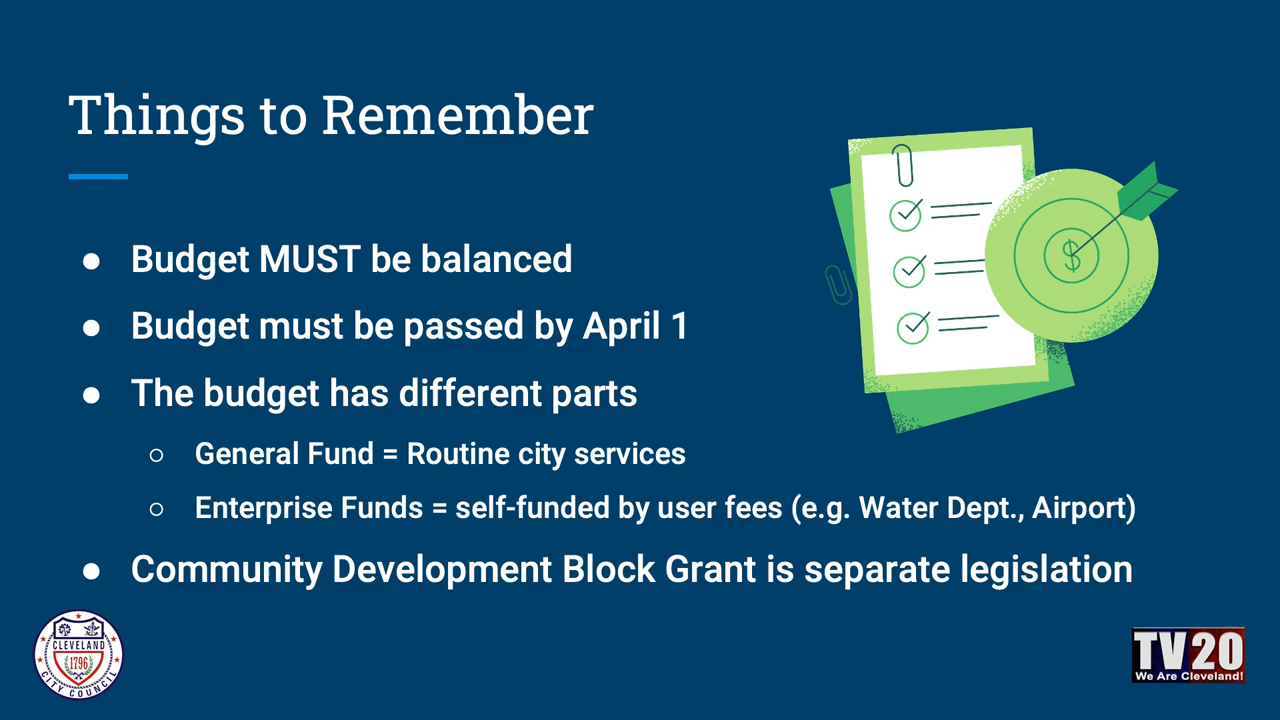 Things to Remember
● Budget MUST be balanced
● Budget must be passed by April 1
● The budget has different parts
○ General Fund = Routine city services
○ Enterprise Funds = self-funded by user fees (e.g. Water Dept., Airport)
● Community Development Block Grant is separate legislation
$
CLEVELAND
1796
CITY COUNCIL
TV20
We Are Cleveland!